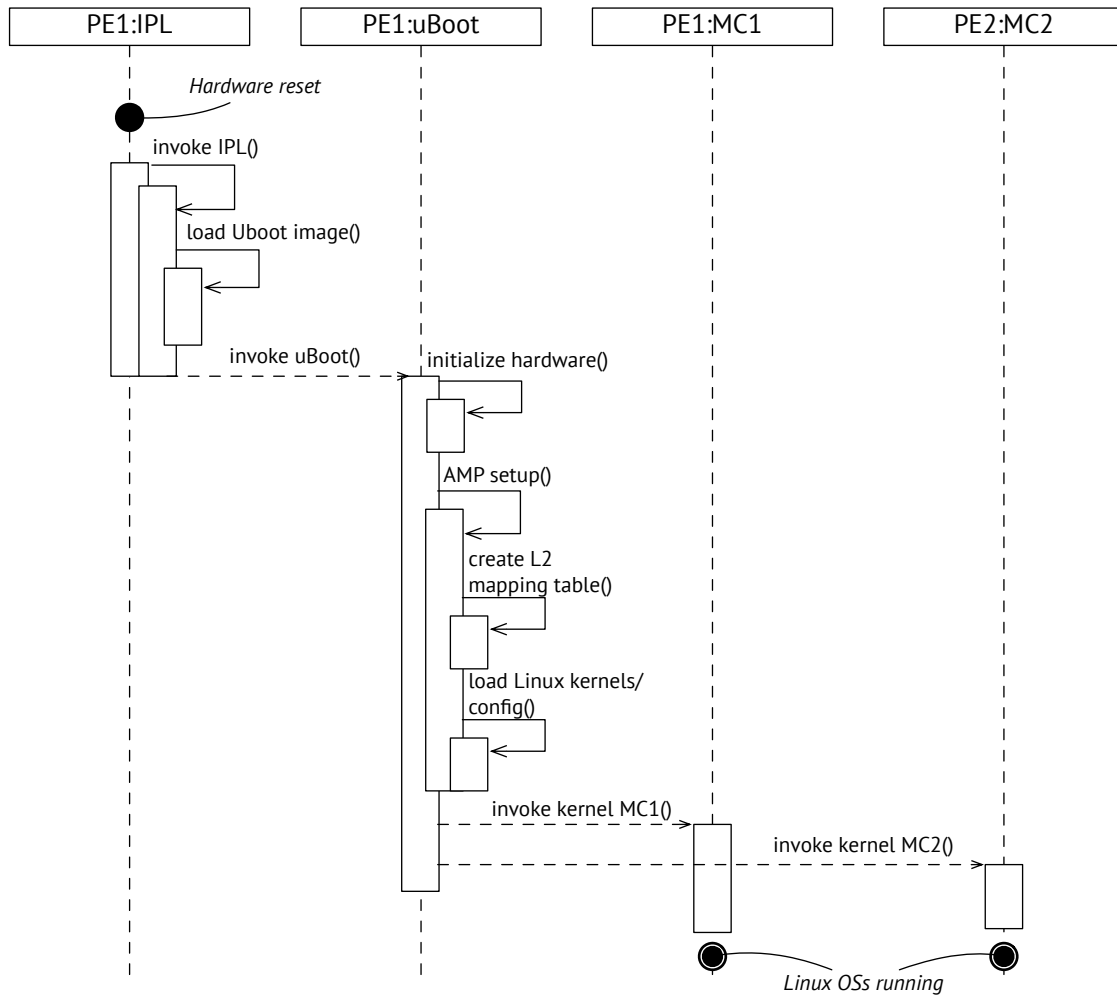 PE1:IPL
PE1:uBoot
PE1:MC1
PE2:MC2
Hardware reset
invoke IPL()
load Uboot image()
invoke uBoot()
initialize hardware()
AMP setup()
create L2
mapping table()
load Linux kernels/
config()
invoke kernel MC1()
invoke kernel MC2()
Linux OSs running